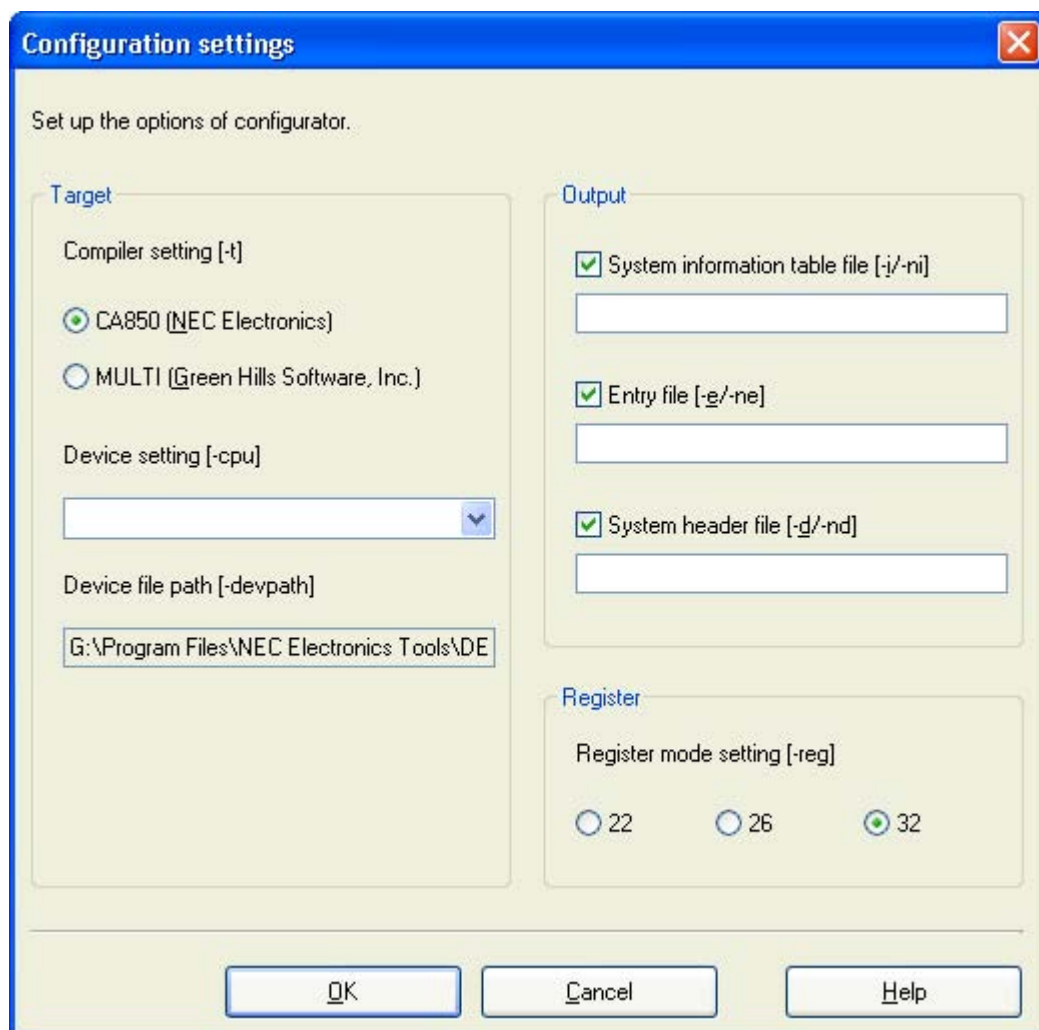 Configuration settings
Set up the options of configurator.
Target
Compiler setting [-t]
CA850 (NEC Electronics)
MULTI (Green Hills Software, Inc.)
Device setting [-cpu]
Device file path [-devpath]
G:\Program Files\NEC Electronics Tools\DE
Output
System information table file [-i/-ni]
Entry file [-e/-ne]
System header file [-d/-nd]
Register
Register mode setting [-reg]
22 26 32
OK Cancel Help